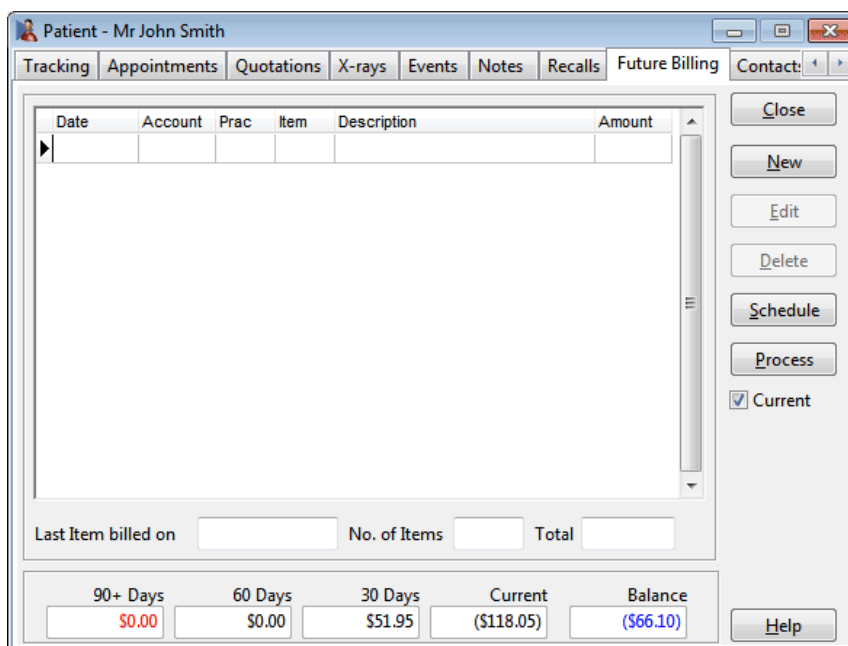 Patient - Mr John Smith
Tracking Appointments Quotations X-rays Events Notes Recalls Future Billing Contact:
Date Account Prac Item Description Amount
Close
New
Edit
Delete
Schedule
Process
Current
Last Item billed on No. of Items Total
90+ Days 60 Days 30 Days Current Balance
$0.00 $0.00 $51.95 ($118.05) ($66.10)
Help